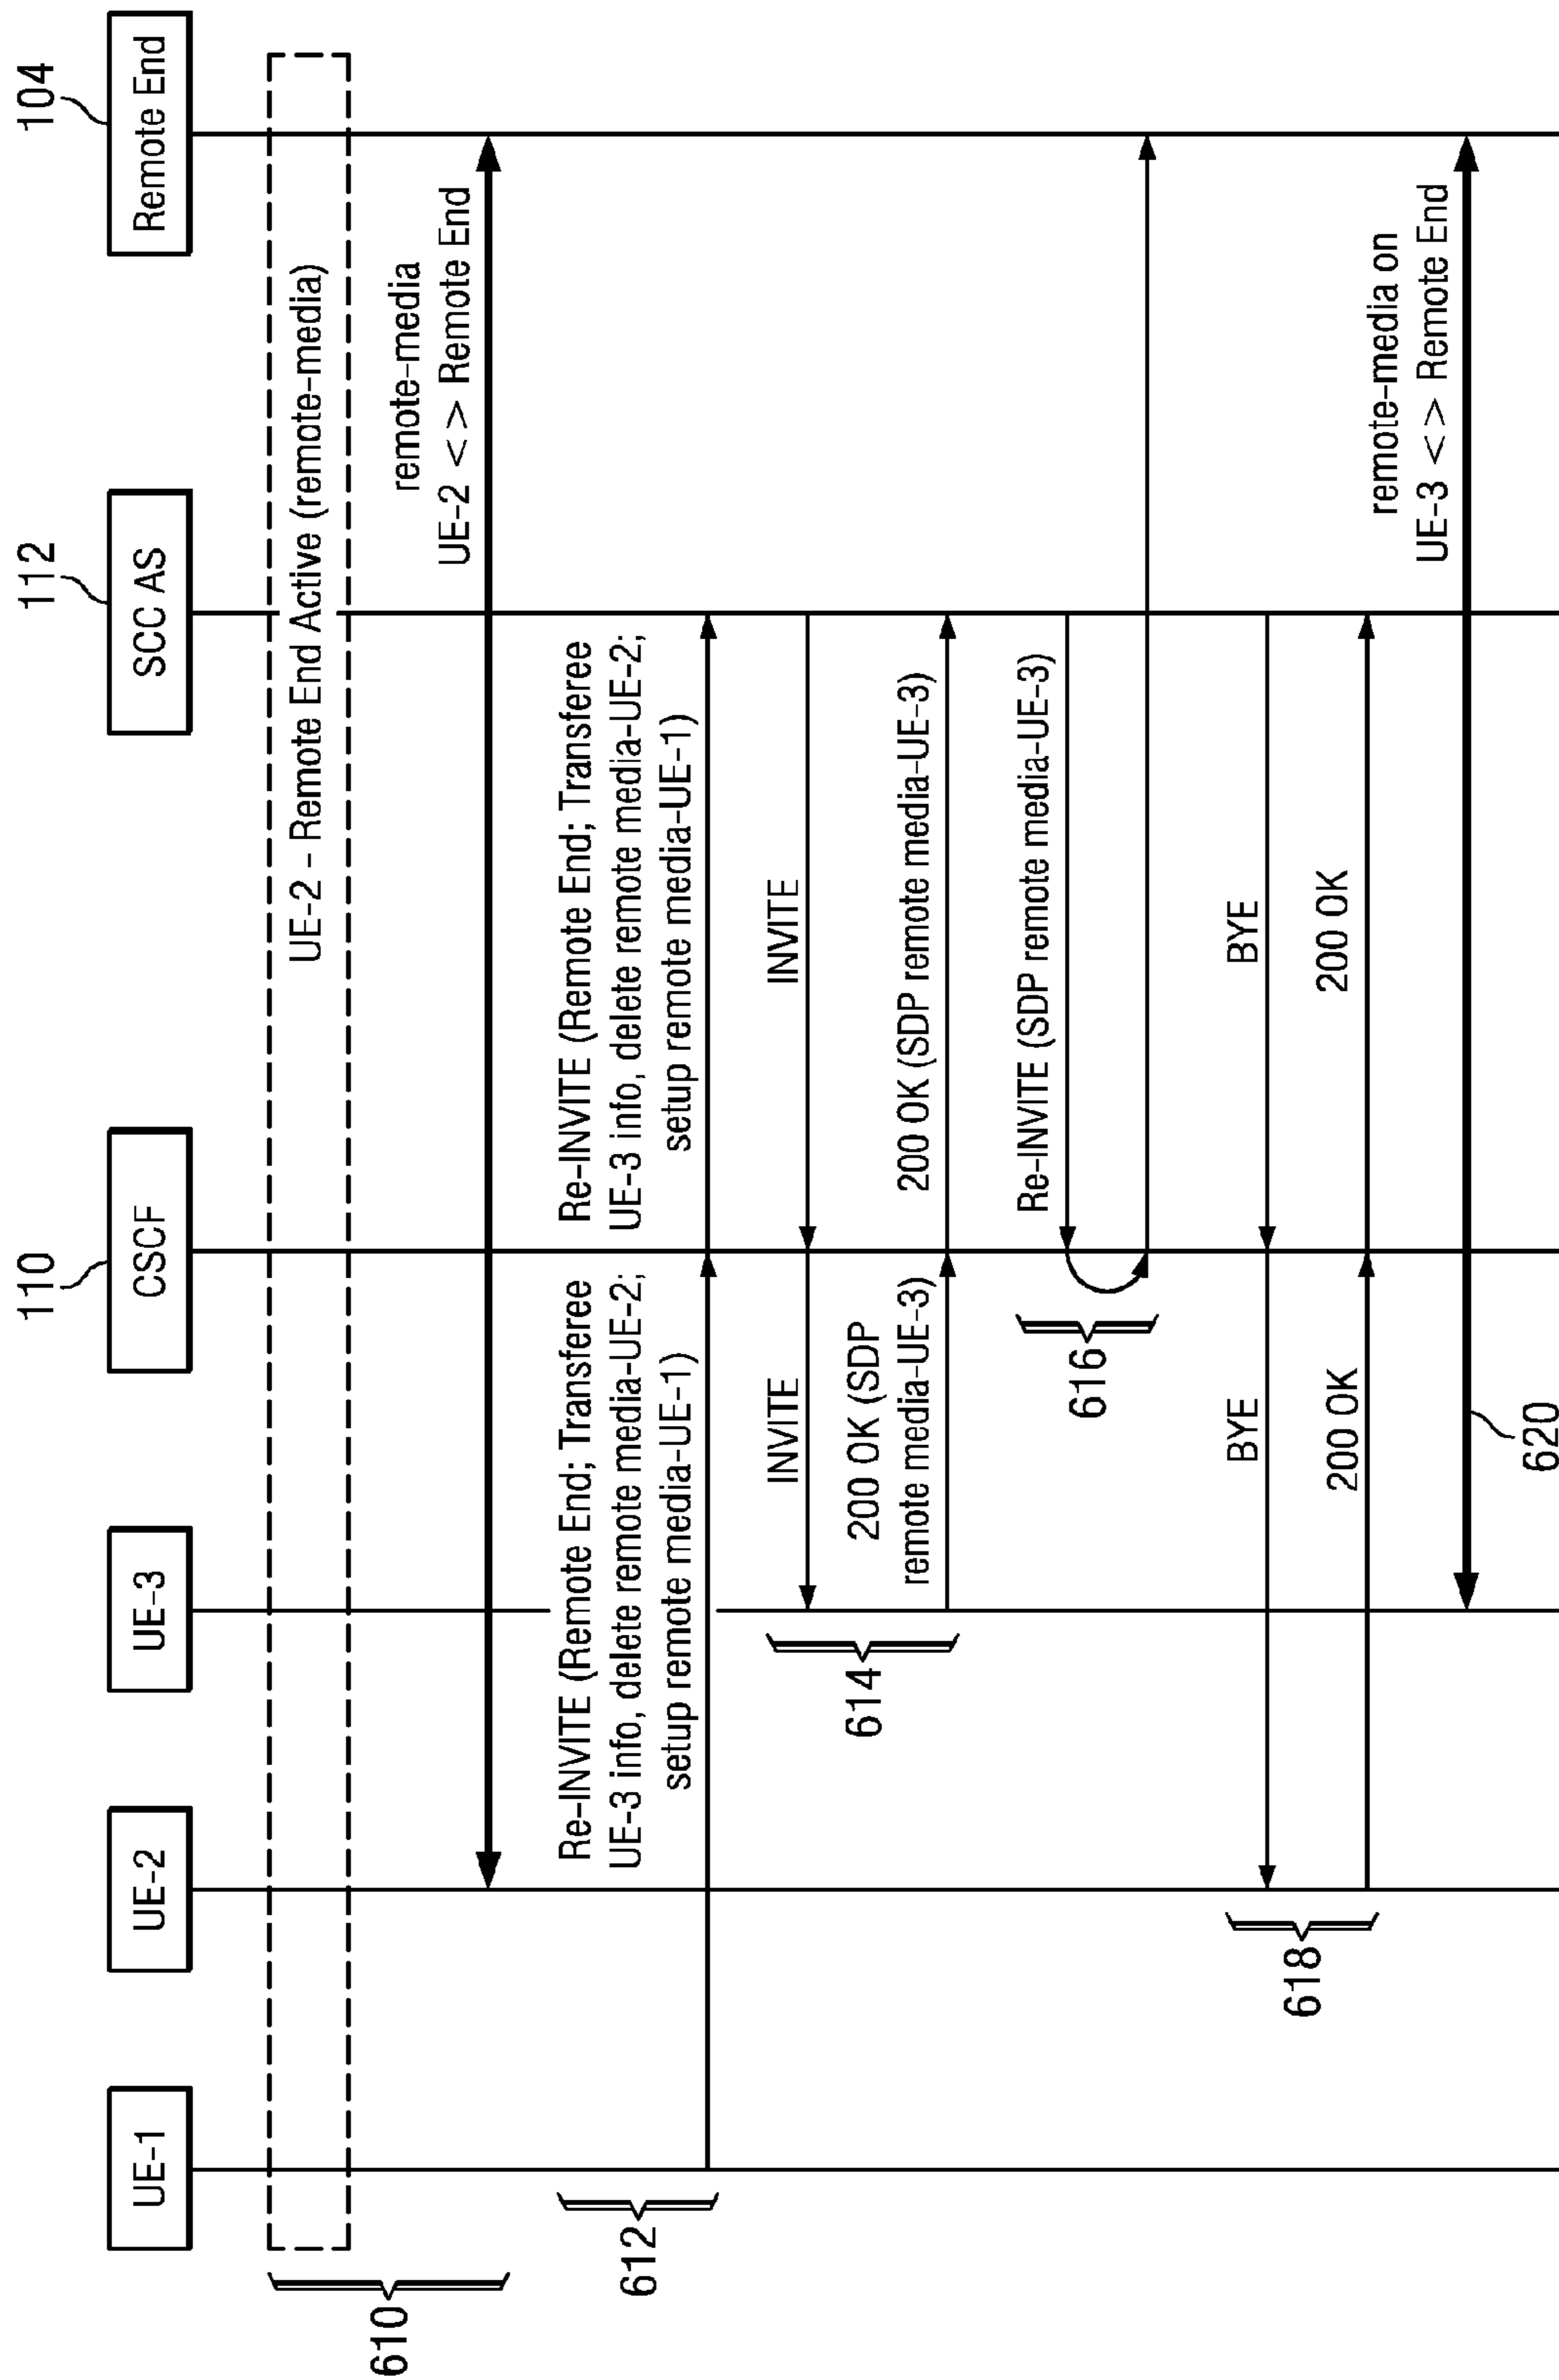 104
112
110
Remote End
SCC AS
CSCF
UE-3
UE-2
UE-1
UE-2 - Remote End Active (remote-media)
remote-media
UE-2 <> Remote End
610
Re-INVITE (Remote End; Transferee
UE-3 info, delete remote media-UE-2;
setup remote media-UE-1)
Re-INVITE (Remote End; Transferee
UE-3 info, delete remote media-UE-2;
setup remote media-UE-1)
612
INVITE
INVITE
200 OK (SDP
remote media-UE-3)
200 OK (SDP remote media-UE-3)
614
Re-INVITE (SDP remote media-UE-3)
616
BYE
BYE
200 OK
200 OK
618
remote-media on
UE-3 <> Remote End
620